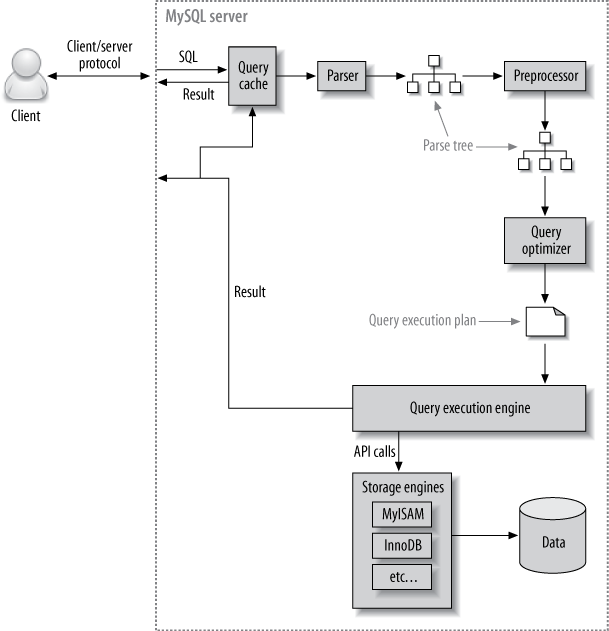 MySQL server
Client/server
protocol
Client
SQL
Result
Query
cache
Parser
Preprocessor
Parse tree
Query
optimizer
Result
Query execution plan
Query execution engine
API calls
Storage engines
MyISAM
InnoDB
etc...
Data